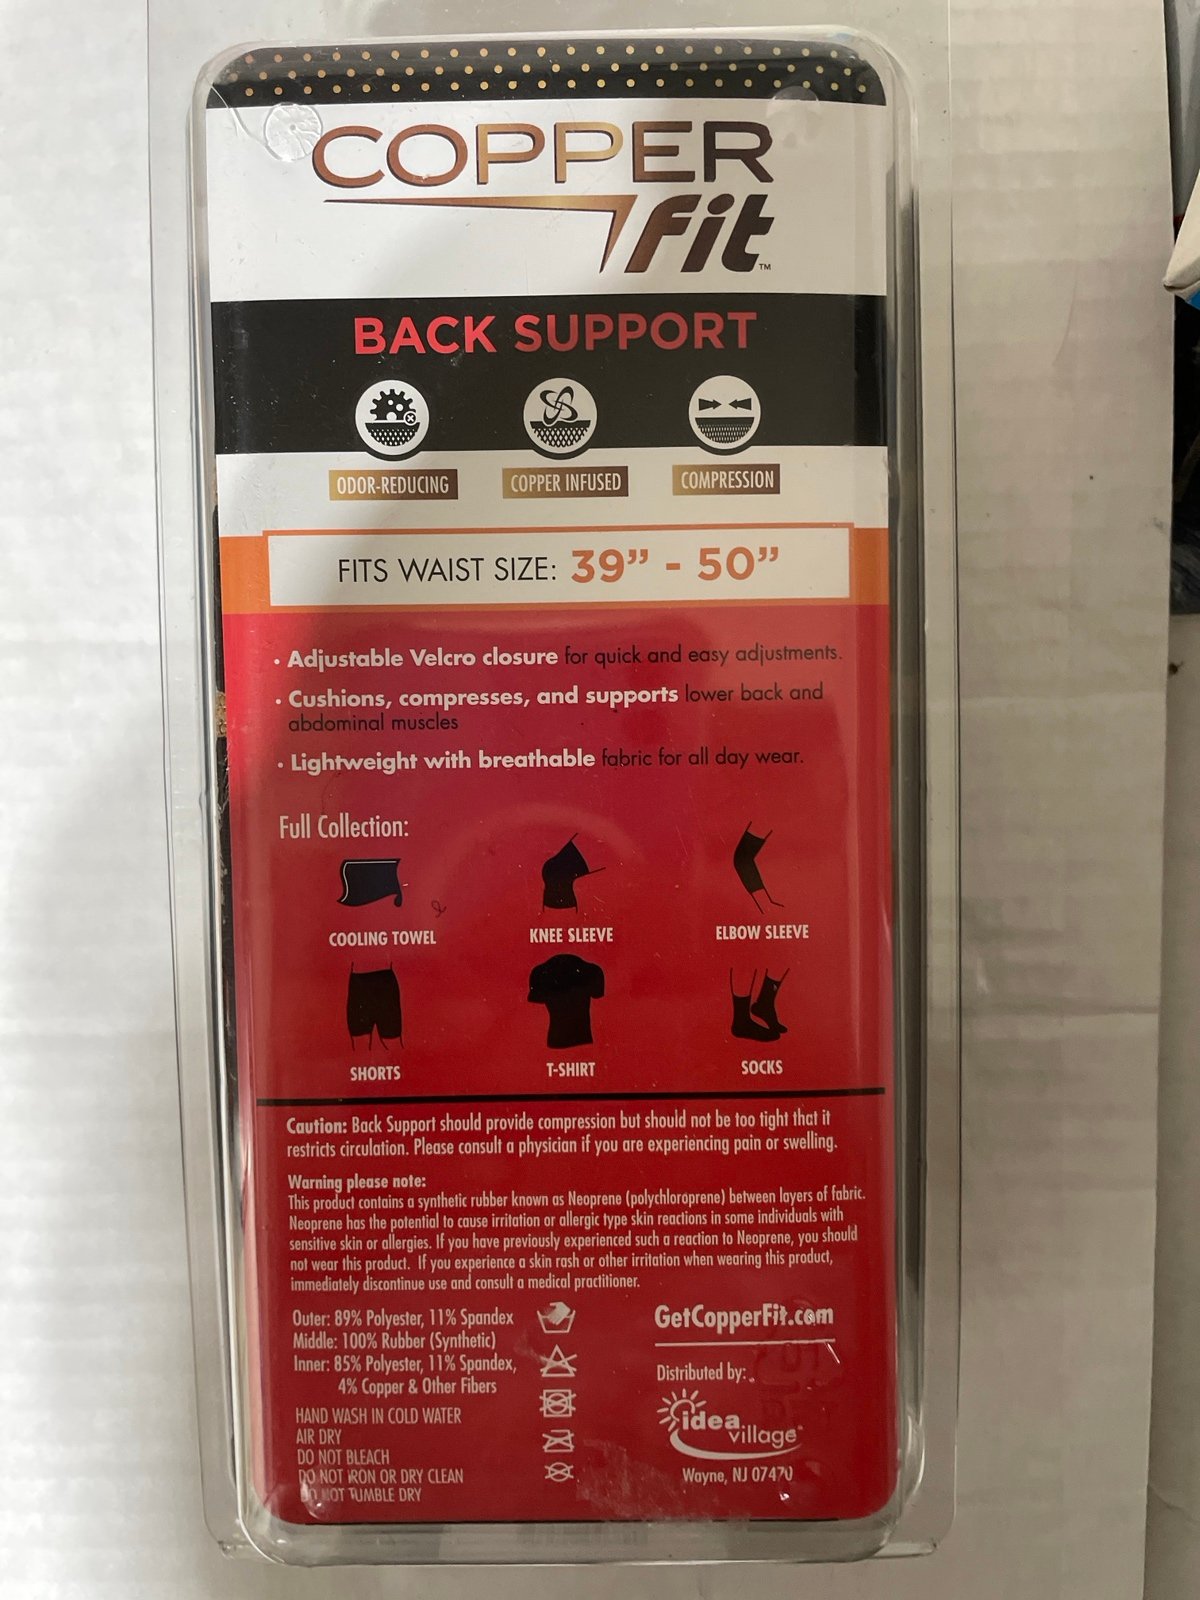 COPPER
fit™
BACK SUPPORT
ODOR-REDUCING COPPER INFUSED COMPRESSION
FITS WAIST SIZE: 39” - 50”
• Adjustable Velcro closure for quick and easy adjustments.
• Cushions, compresses, and supports lower back and
abdominal muscles
• Lightweight with breathable fabric for all day wear.
Full Collection:
COOLING TOWEL KNEE SLEEVE ELBOW SLEEVE
SHORTS T-SHIRT SOCKS
Caution: Back Support should provide compression but should not be too tight that it
restricts circulation. Please consult a physician if you are experiencing pain or swelling.
Warning please note:
This product contains a synthetic rubber known as Neoprene (polychloroprene) between layers of fabric.
Neoprene has the potential to cause irritation or allergic type skin reactions in some individuals with
sensitive skin or allergies. If you have previously experienced such a reaction to Neoprene, you should
not wear this product. If you experience a skin rash or other irritation when wearing this product,
immediately discontinue use and consult a medical practitioner.
Outer: 89% Polyester, 11% Spandex
Middle: 100% Rubber (Synthetic)
Inner: 85% Polyester, 11% Spandex,
4% Copper & Other Fibers
HAND WASH IN COLD WATER
AIR DRY
DO NOT BLEACH
DO NOT IRON OR DRY CLEAN
DO NOT TUMBLE DRY
GetCopperFit.com
Distributed by:
idea
village®
Wayne, NJ 07470